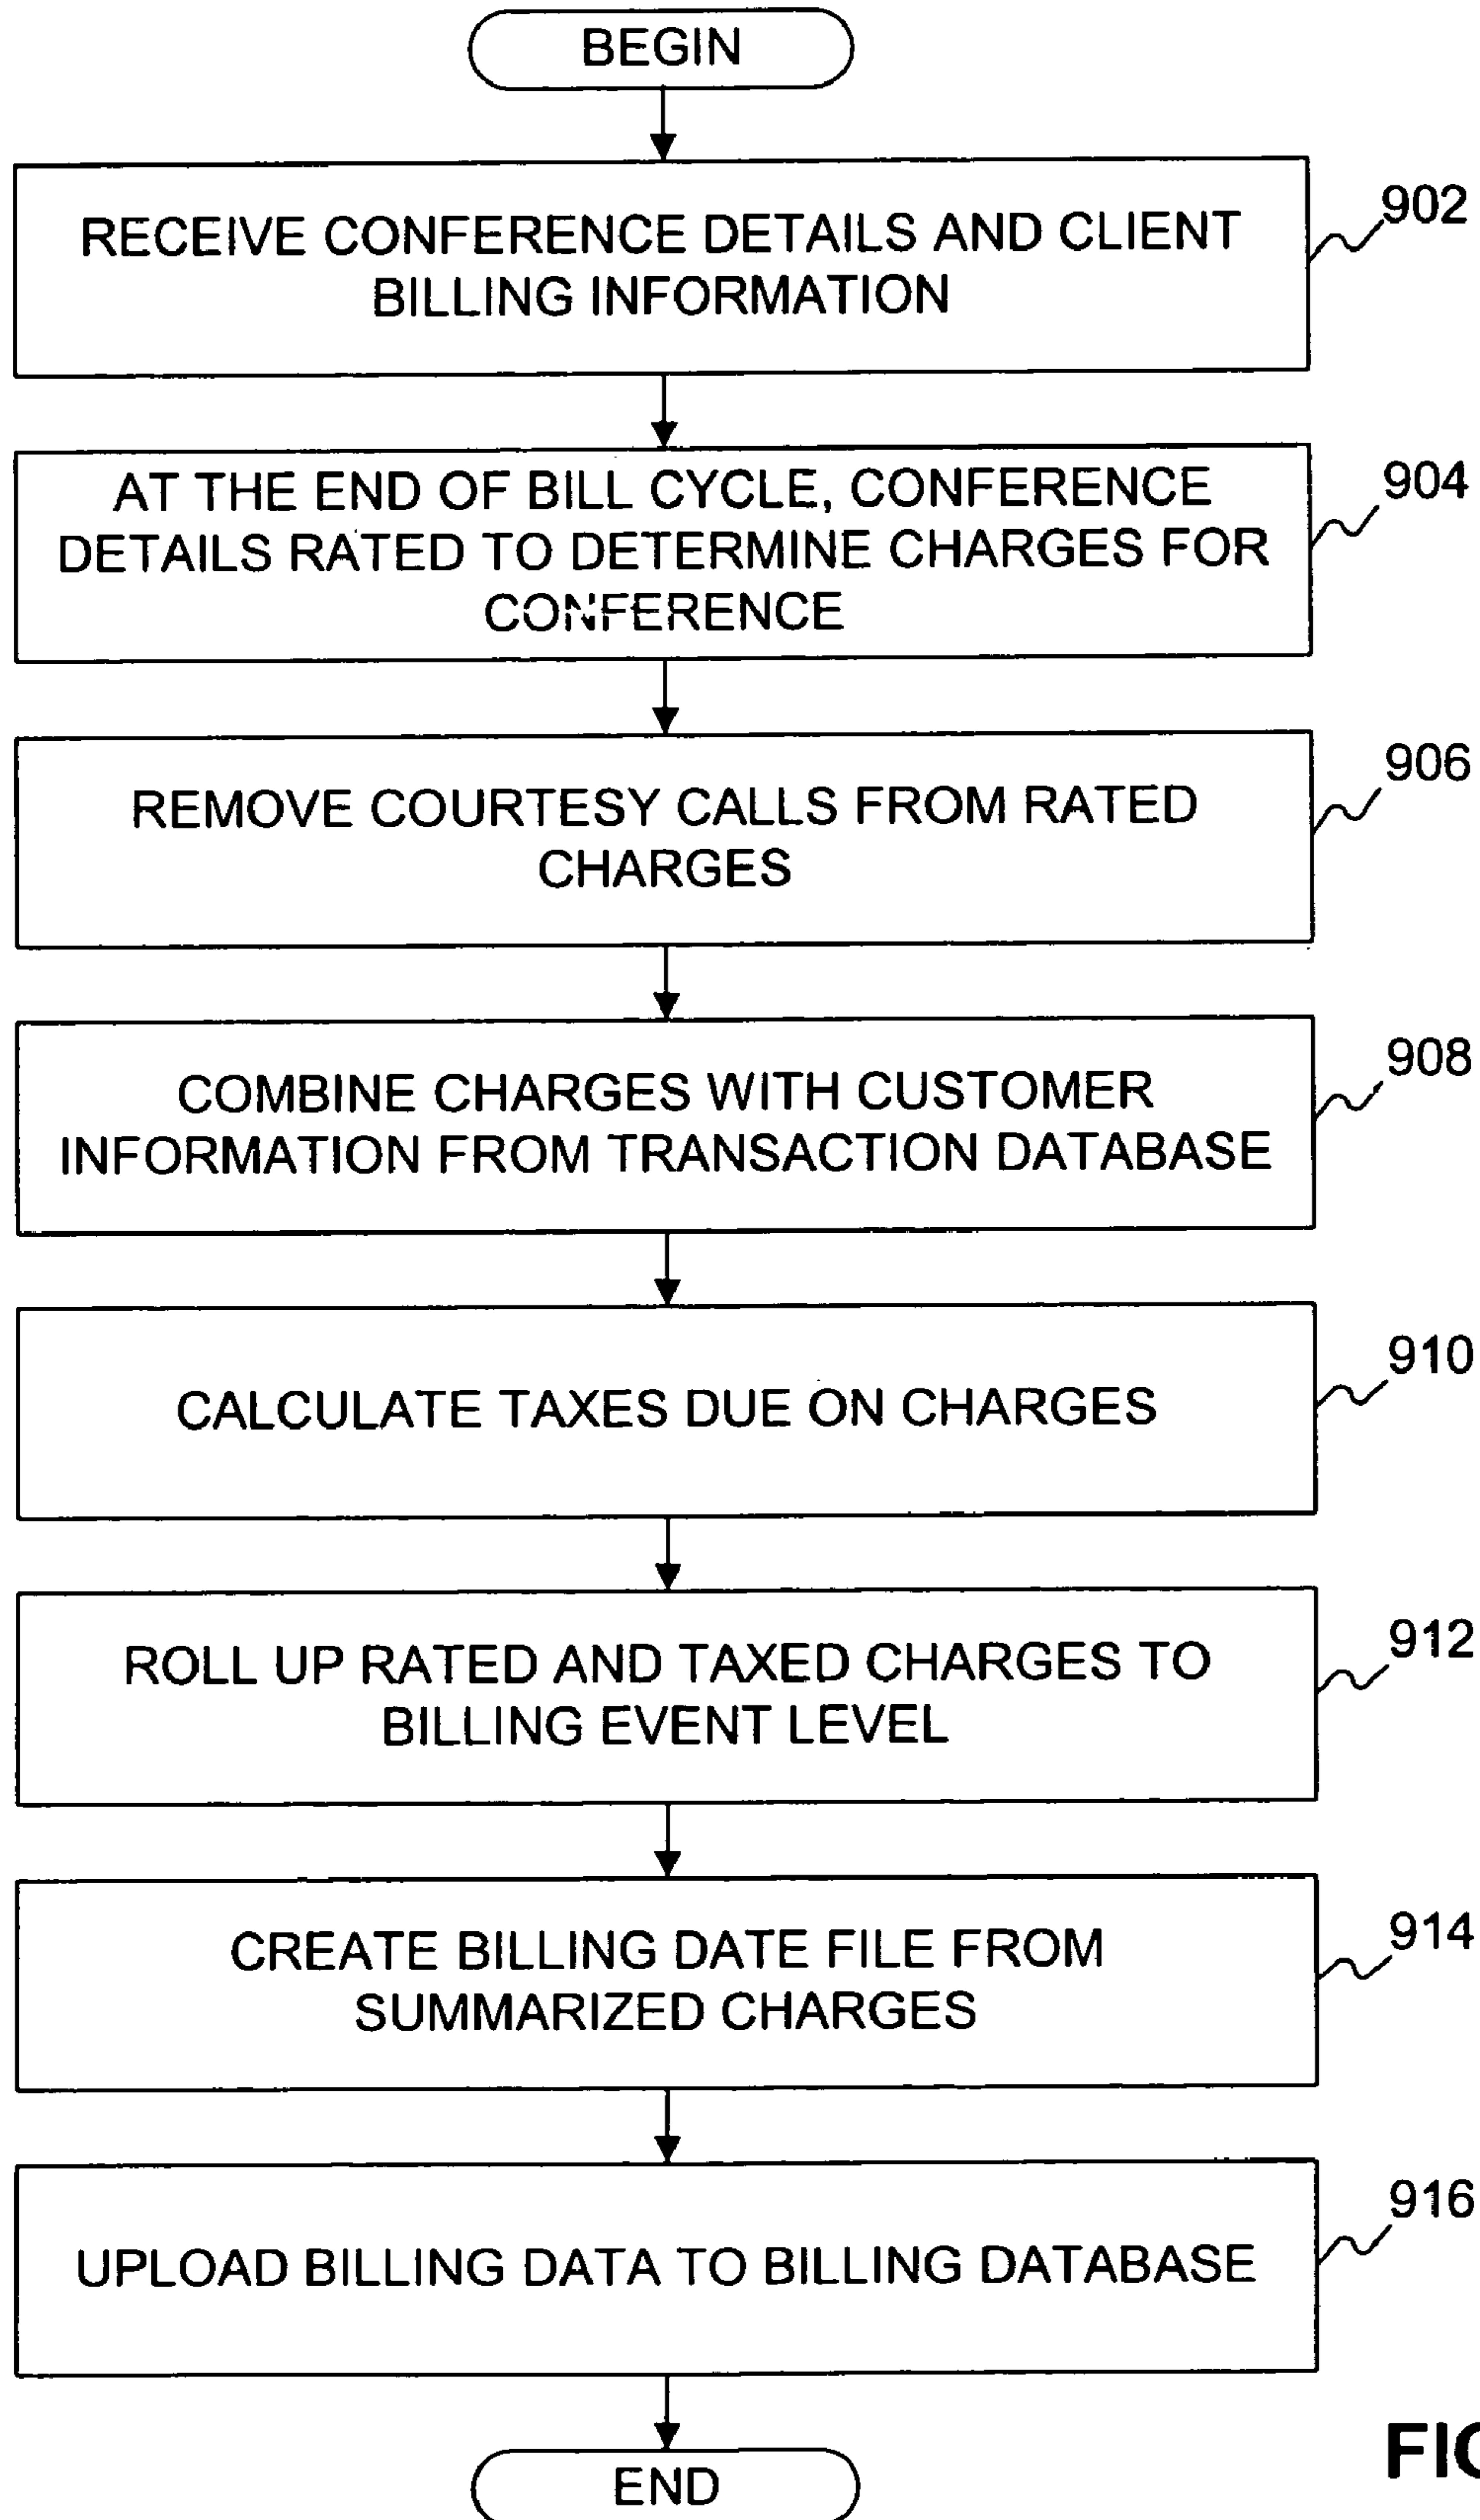 BEGIN
RECEIVE CONFERENCE DETAILS AND CLIENT
BILLING INFORMATION
902
AT THE END OF BILL CYCLE, CONFERENCE
DETAILS RATED TO DETERMINE CHARGES FOR
CONFERENCE
904
REMOVE COURTESY CALLS FROM RATED
CHARGES
906
COMBINE CHARGES WITH CUSTOMER
INFORMATION FROM TRANSACTION DATABASE
908
CALCULATE TAXES DUE ON CHARGES
910
ROLL UP RATED AND TAXED CHARGES TO
BILLING EVENT LEVEL
912
CREATE BILLING DATE FILE FROM
SUMMARIZED CHARGES
914
UPLOAD BILLING DATA TO BILLING DATABASE
916
END